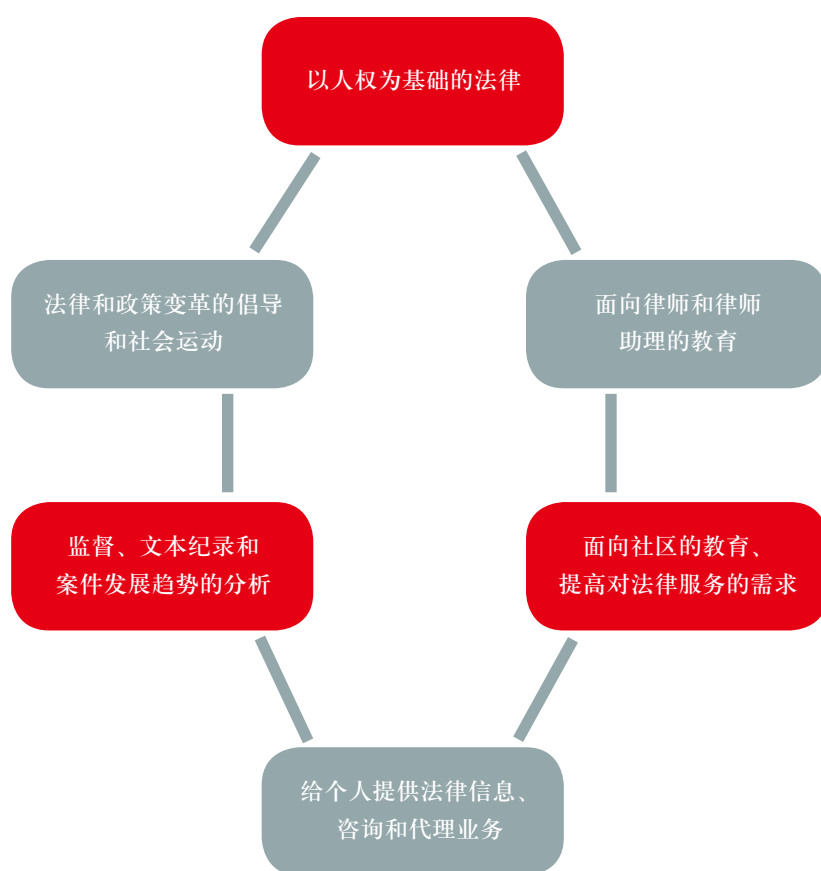 以人权为基础的法律
法律和政策变革的倡导
和社会运动
面向律师和律师
助理的教育
监督、文本纪录和
案件发展趋势的分析
面向社区的教育、
提高对法律服务的需求
给个人提供法律信息、
咨询和代理业务